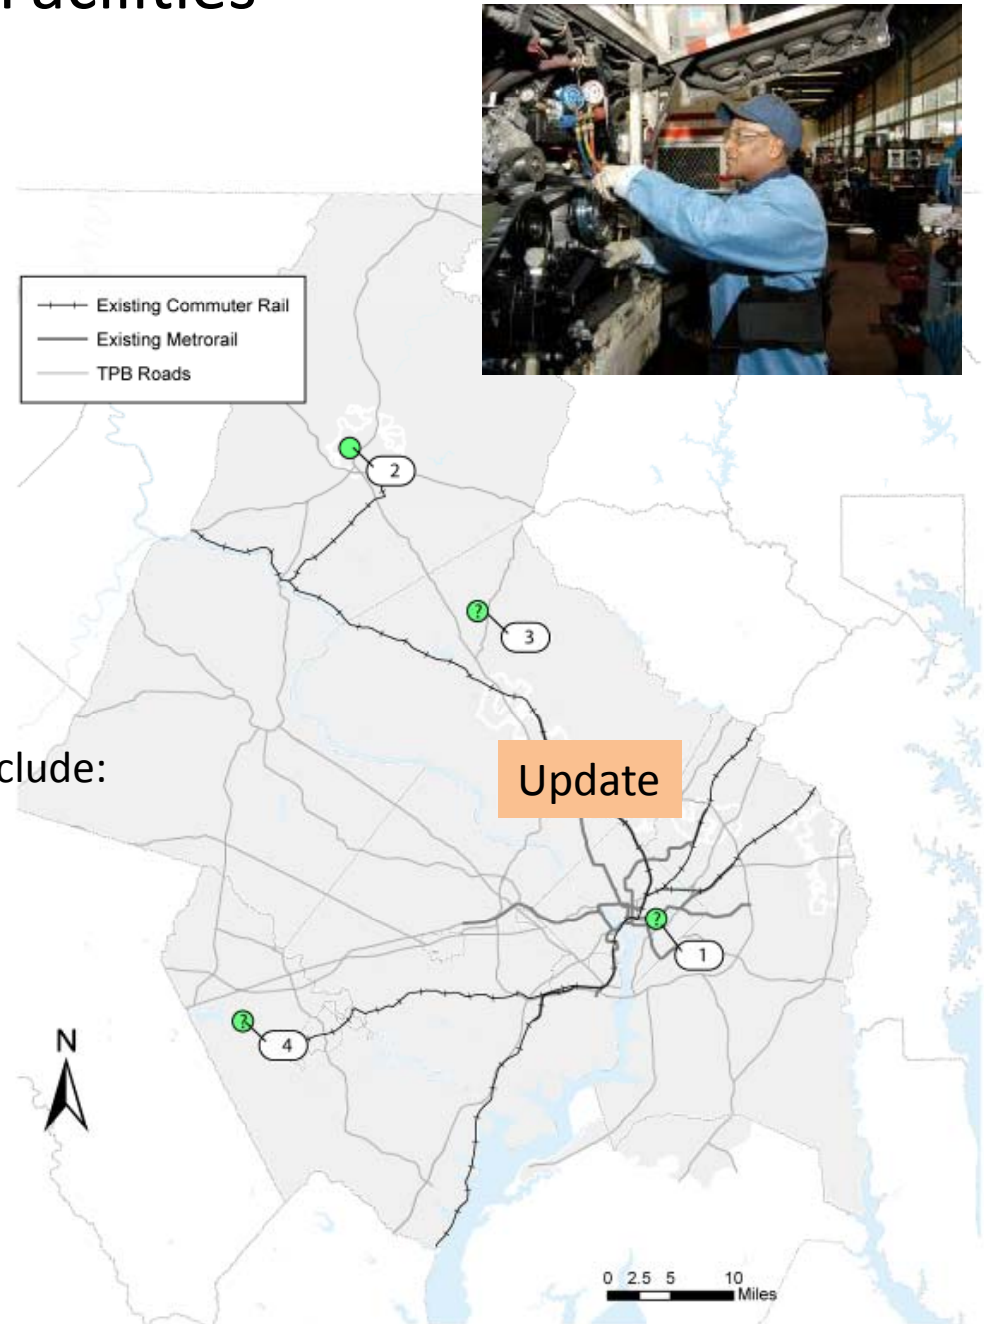 Facilities
Existing Commuter Rail
Existing Metrorail
TPB Roads
2
?
3
clude:
Update
?
1
?
4
N
0 2.5 5 10
Miles